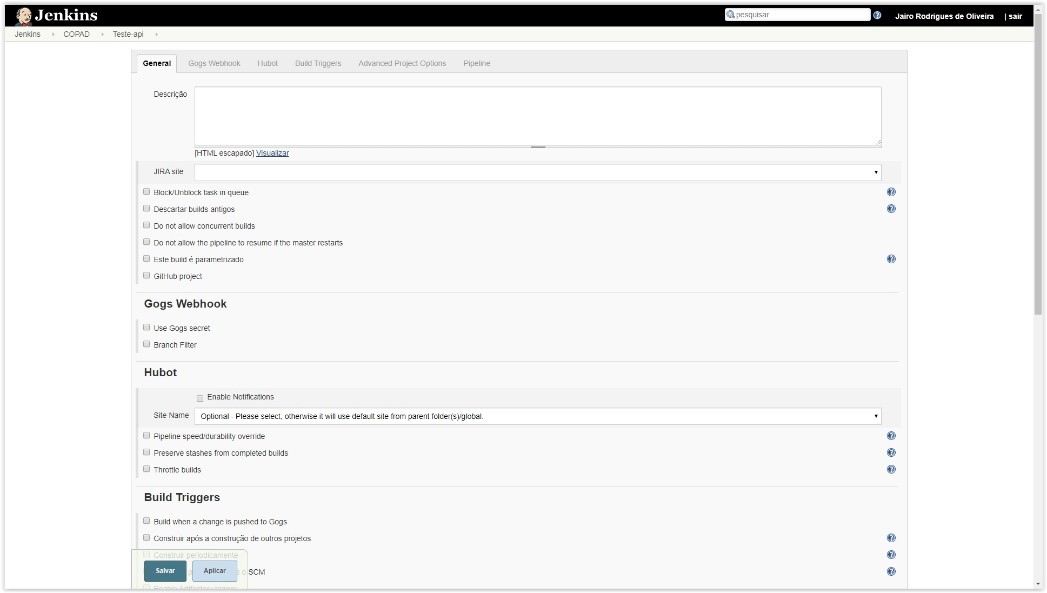 Jenkins
pesquisar
Jairo Rodrigues de Oliveira | sair
Jenkins COPAD Teste-api
General Gogs Webhook Hubot Build Triggers Advanced Project Options Pipeline
Descrição
[HTML escapado] Visualizar
JIRA site
Block/Unblock task in queue
Descartar builds antigos
Do not allow concurrent builds
Do not allow the pipeline to resume if the master restarts
Este build é parametrizado
GitHub project
Gogs Webhook
Use Gogs secret
Branch Filter
Hubot
Enable Notifications
Site Name Optional - Please select, otherwise it will use default site from parent folder(s)/global.
Pipeline speed/durability override
Preserve stashes from completed builds
Throttle builds
Build Triggers
Build when a change is pushed to Gogs
Construir após a construção de outros projetos
Construir periodicamente
Salvar Aplicar o SCM